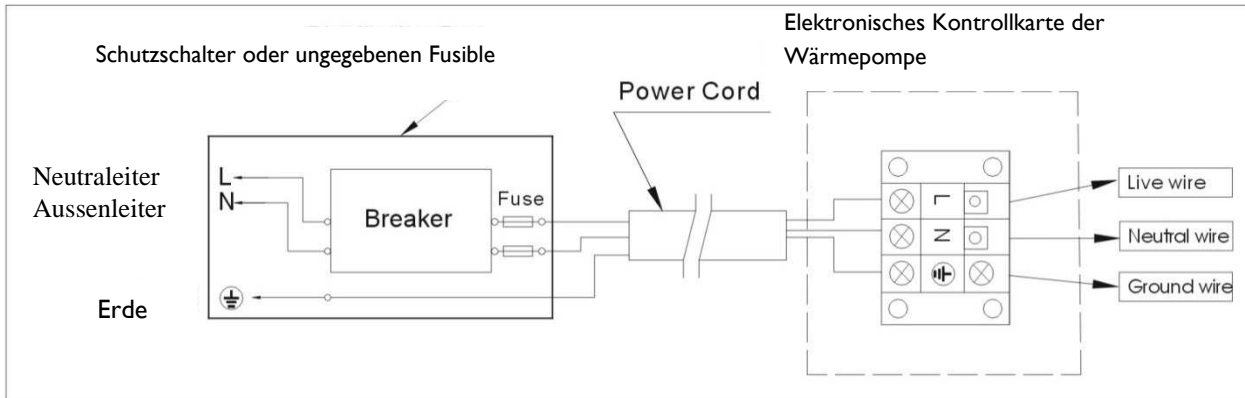 Schutzschalter oder ungegebenen Fusible
Elektronisches Kontrollkarte der
Wärmepompe
Power Cord
Neutraleiter
Aussenleiter
L
N
Breaker
Fuse
Erde
L
N
Live wire
Neutral wire
Ground wire